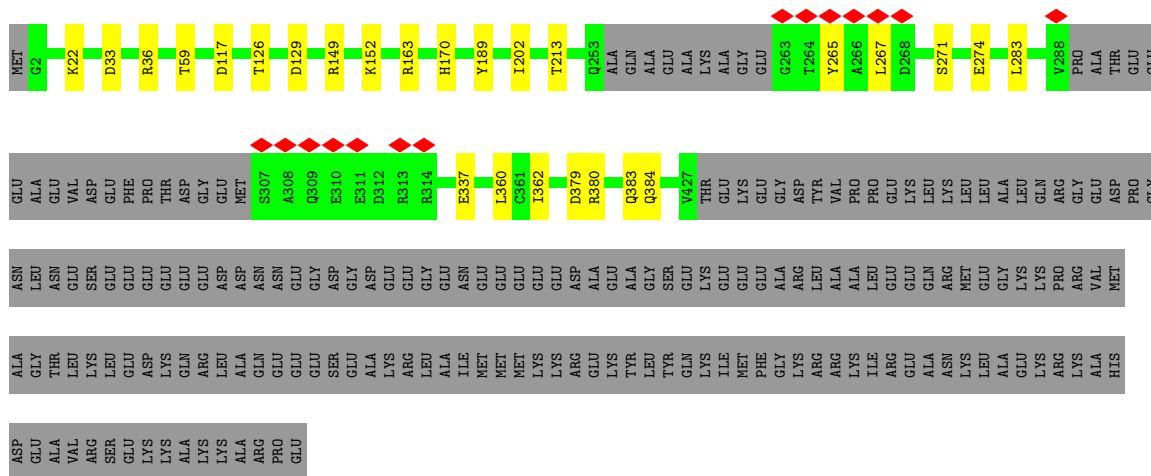 MET G2 K22 D33 R36 T59 D117 T126 D129 R149 K152 R163 H170 Y189 I202 T213 Q253 ALA GLN ALA GLU ALA LYS ALA GLY GLU G263 T264 Y265 A266 L267 D268 S271 E274 L283 V288 PRO ALA THR GLU GLU
GLU ALA GLU VAL ASP GLU PHE PRO THR ASP GLY GLU MET S307 A308 Q309 E310 E311 D312 R313 R314 E337 L360 C361 I362 D379 R380 Q383 Q384 V427 THR GLU LYS GLU GLY ASP TYR VAL PRO PRO GLU LYS LEU LYS LEU LEU ALA LEU GLN ARG GLY GLU ASP PRO GLY
ASN LEU ASN GLU SER GLU GLU GLU GLU GLU ASP ASP ASN ASN GLU GLY ASP GLY ASP GLU GLY GLU ASN GLU GLU GLU GLU GLU ASP ALA GLU ALA GLY SER GLU LYS GLU GLU GLU ALA ARG LEU ALA ALA LEU GLU GLU GLN ARG MET GLU GLY LYS LYS PRO ARG VAL MET
ALA GLY THR LEU LYS LEU GLU ASP LYS GLN ARG LEU ALA GLN GLU GLU GLU SER GLU ALA LYS ARG LEU ALA ILE MET MET MET LYS LYS ARG GLU LYS TYR LEU TYR GLN LYS ILE MET PHE GLY LYS ARG ARG LYS ILE ARG GLU ALA ASN LYS LEU ALA GLU LYS ARG LYS ALA HIS
ASP GLU ALA VAL ARG SER GLU LYS LYS ALA LYS LYS ALA ARG PRO GLU